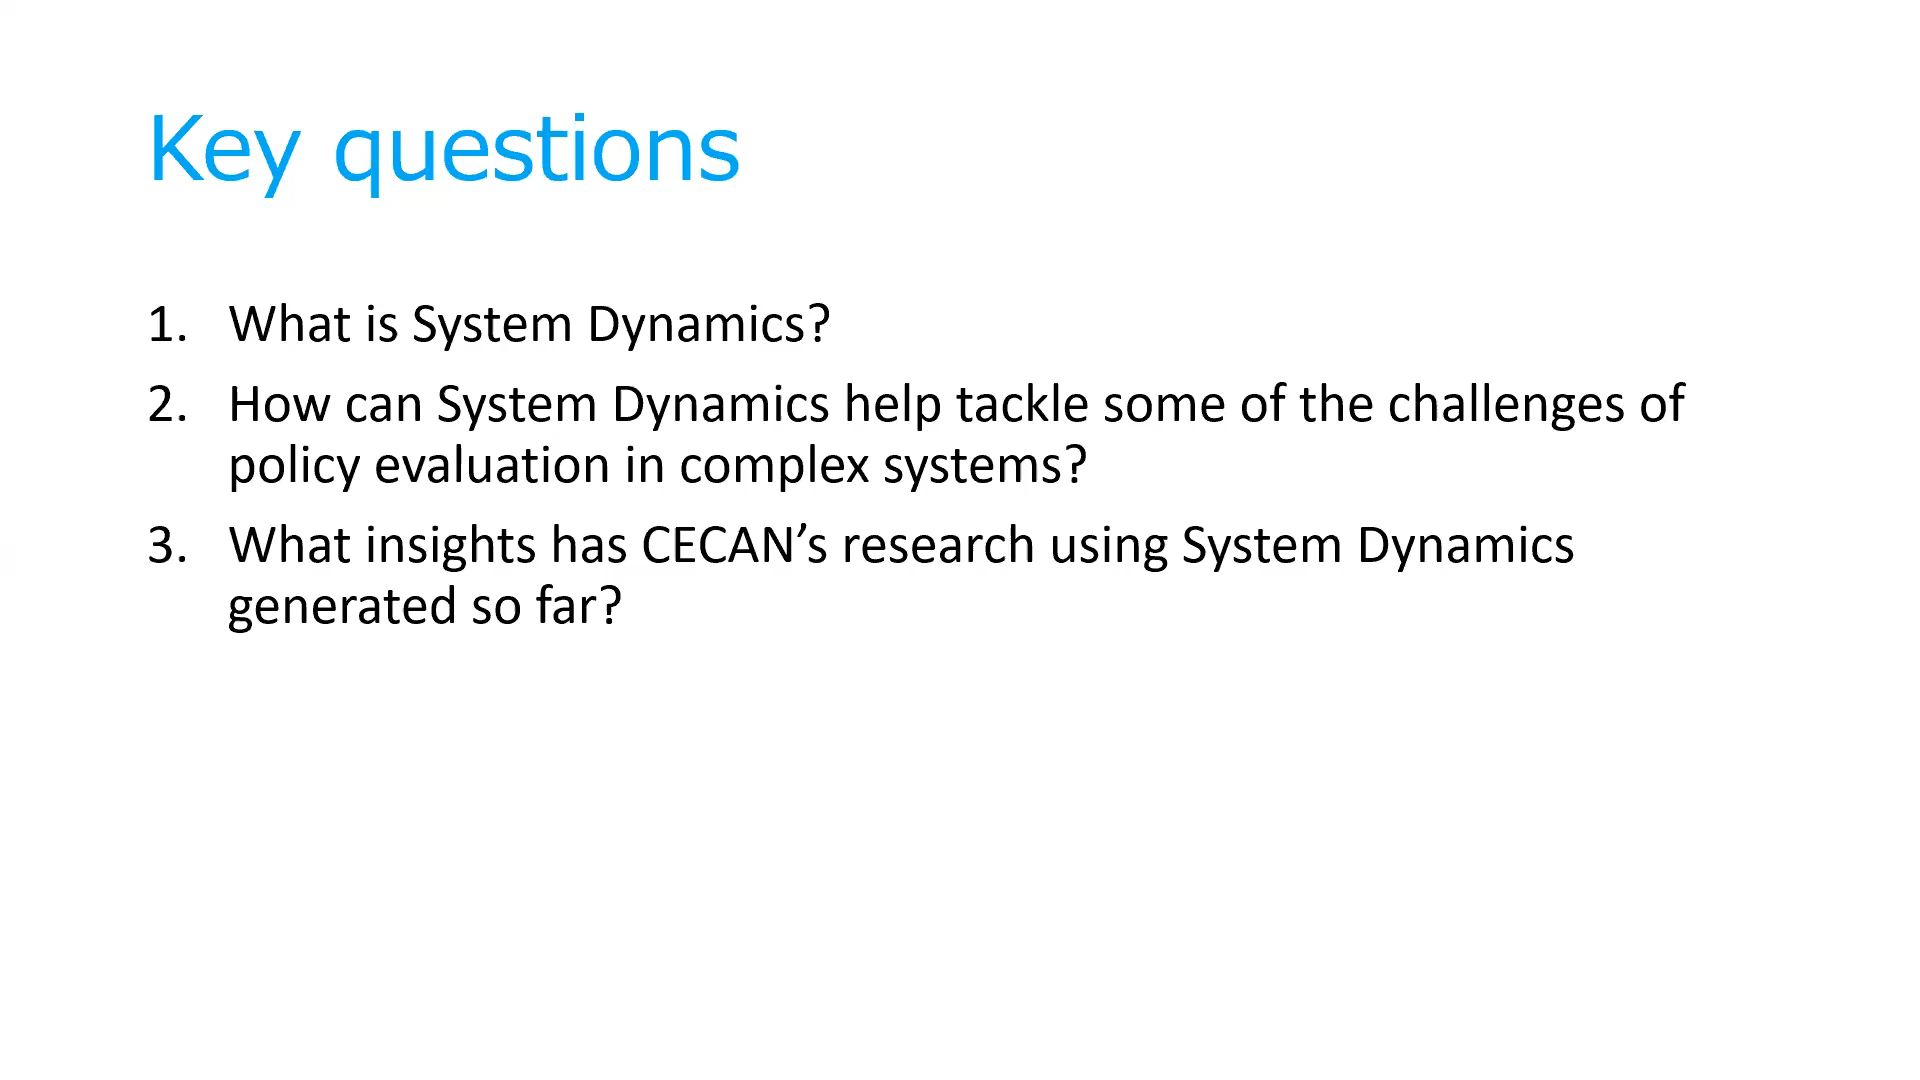 Key questions
1. What is System Dynamics?
2. How can System Dynamics help tackle some of the challenges of
policy evaluation in complex systems?
3. What insights has CECAN’s research using System Dynamics
generated so far?